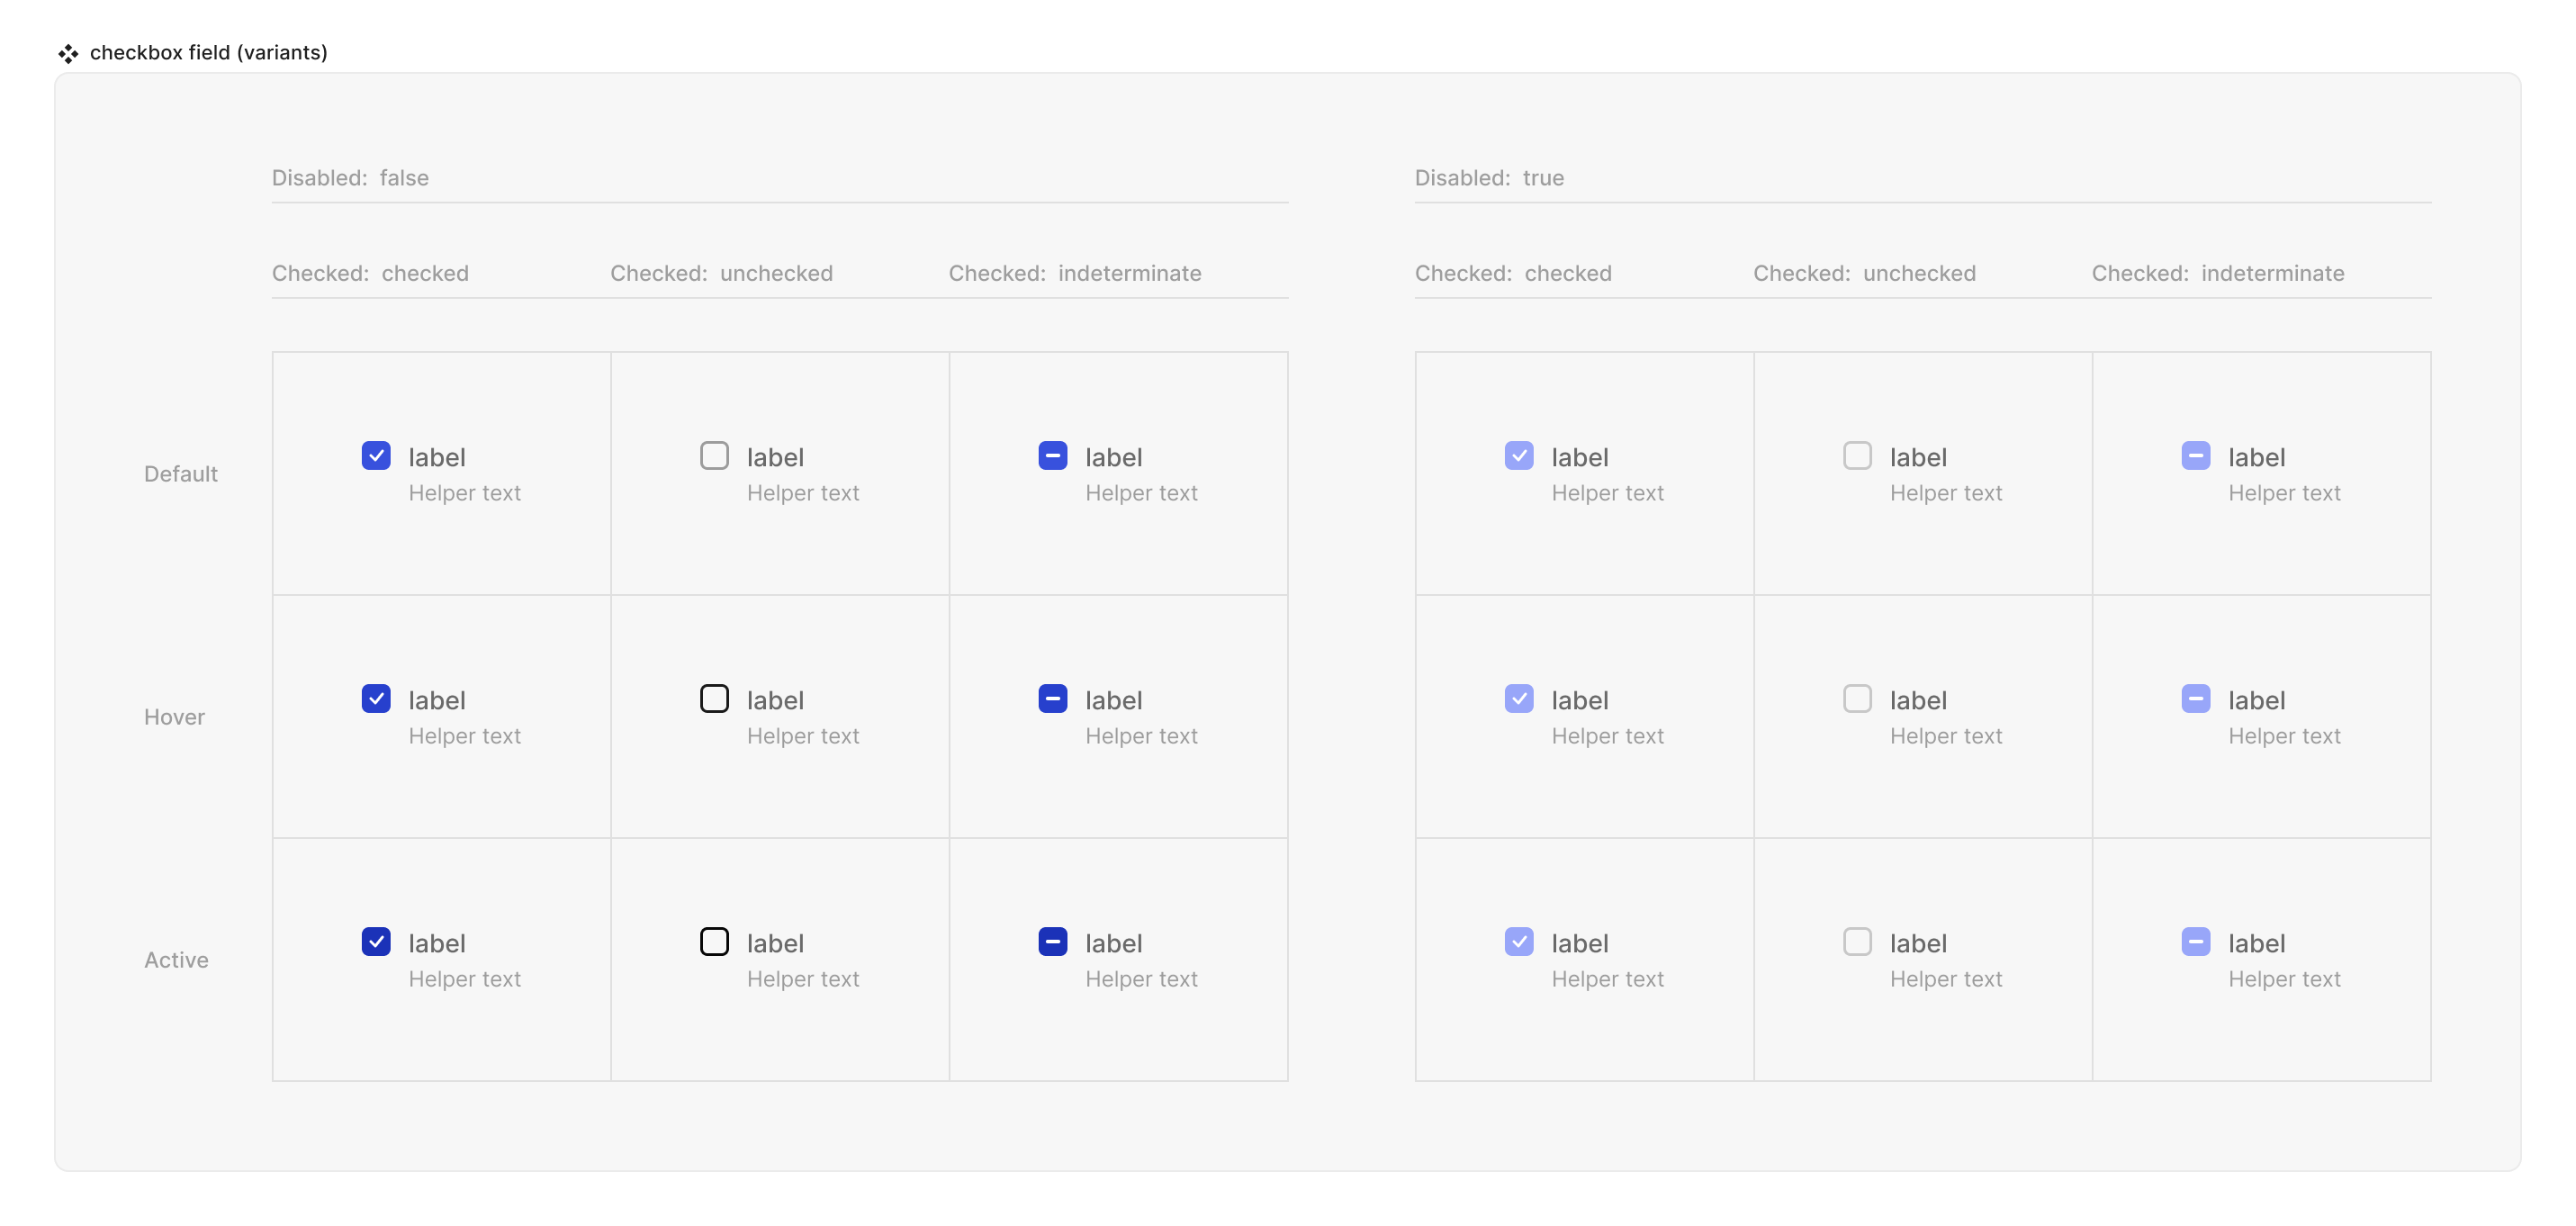 checkbox field (variants)
Disabled: false Disabled: true
Checked: checked Checked: unchecked Checked: indeterminate Checked: checked Checked: unchecked Checked: indeterminate
label label label label label label
Default
Helper text Helper text Helper text Helper text Helper text Helper text
label label label label label label
Hover
Helper text Helper text Helper text Helper text Helper text Helper text
label label label label label label
Active
Helper text Helper text Helper text Helper text Helper text Helper text